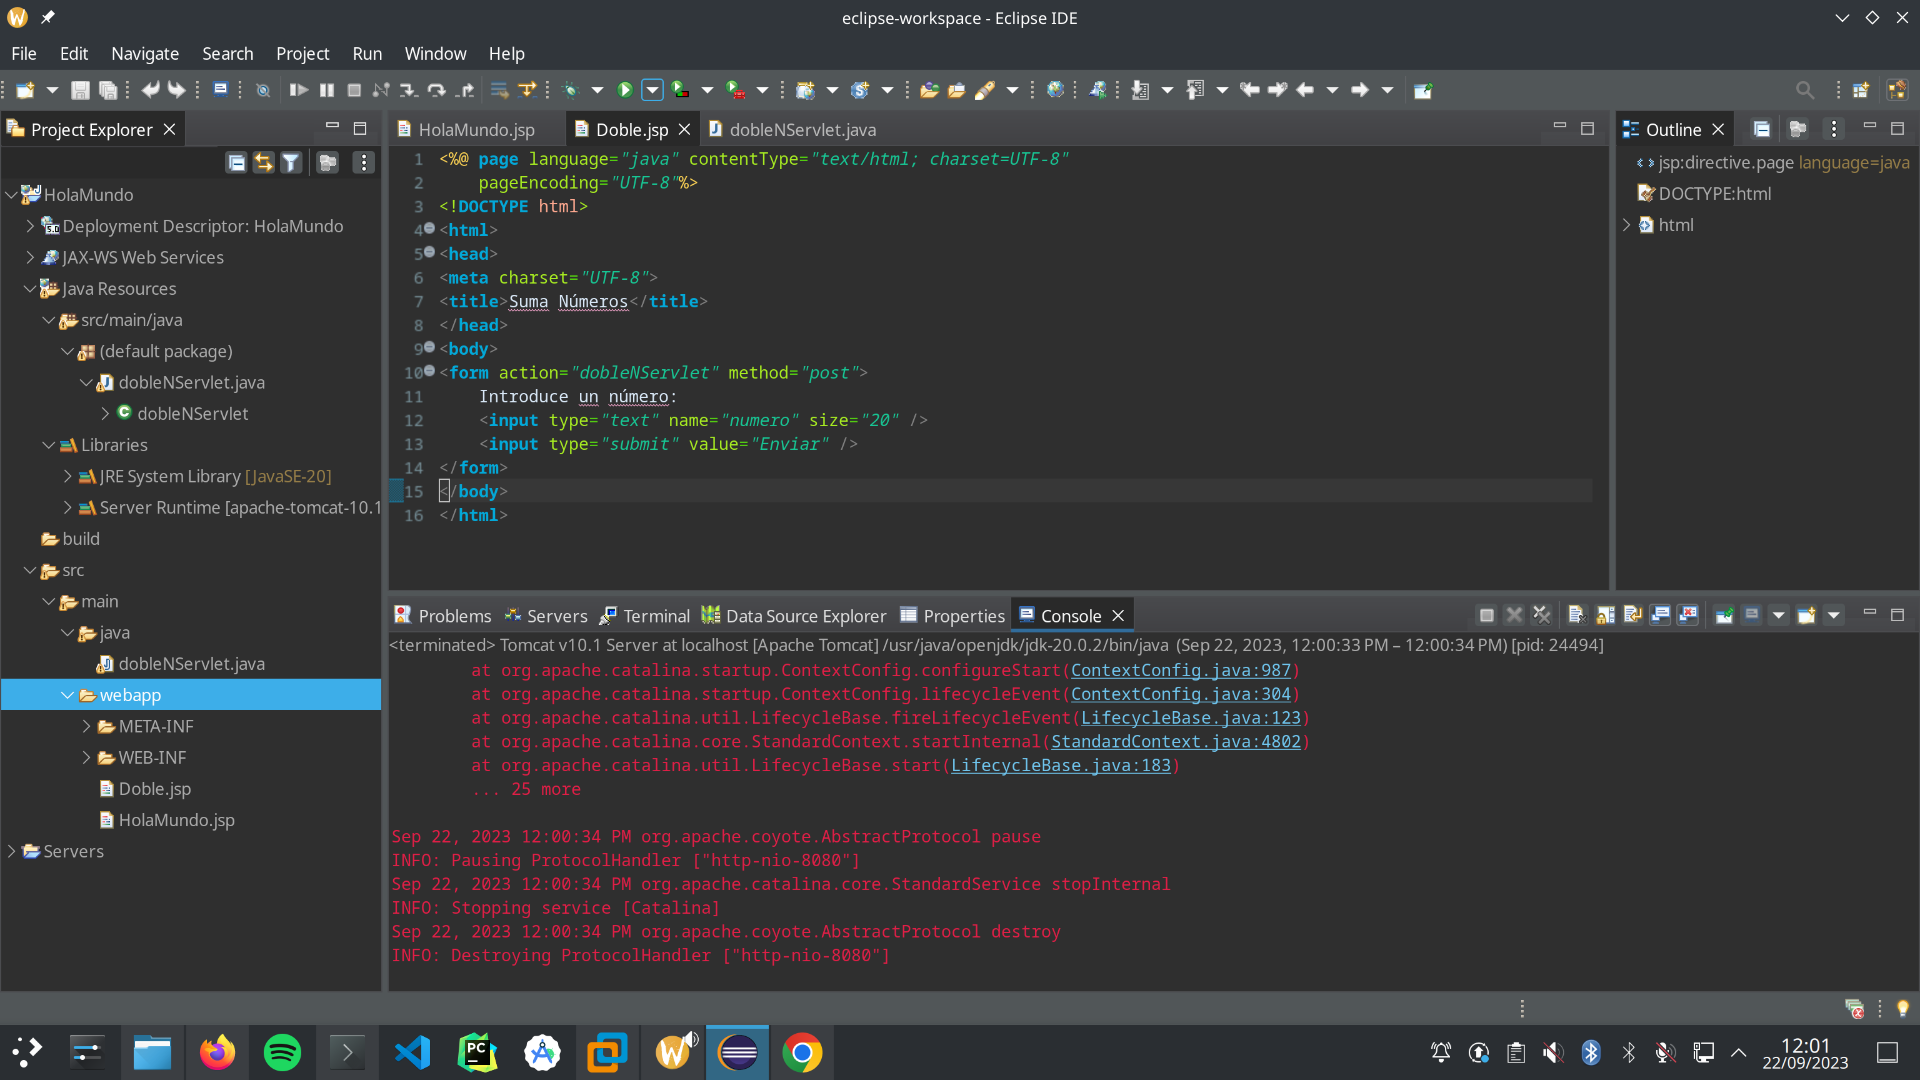 eclipse-workspace - Eclipse IDE
File Edit Navigate Search Project Run Window Help
Project Explorer
HolaMundo
Deployment Descriptor: HolaMundo
JAX-WS Web Services
Java Resources
src/main/java
(default package)
dobleNServlet.java
dobleNServlet
Libraries
JRE System Library [JavaSE-20]
Server Runtime [apache-tomcat-10.1
build
src
main
java
dobleNServlet.java
webapp
META-INF
WEB-INF
Doble.jsp
HolaMundo.jsp
Servers
HolaMundo.jsp Doble.jsp dobleNServlet.java
1 <%@ page language="java" contentType="text/html; charset=UTF-8"
2 pageEncoding="UTF-8"%>
3 <!DOCTYPE html>
4 <html>
5 <head>
6 <meta charset="UTF-8">
7 <title>Suma Números</title>
8 </head>
9 <body>
10 <form action="dobleNServlet" method="post">
11 Introduce un número:
12 <input type="text" name="numero" size="20" />
13 <input type="submit" value="Enviar" />
14 </form>
15 </body>
16 </html>
Outline
jsp:directive.page language=java
DOCTYPE:html
html
Problems Servers Terminal Data Source Explorer Properties Console
<terminated> Tomcat v10.1 Server at localhost [Apache Tomcat] /usr/java/openjdk/jdk-20.0.2/bin/java (Sep 22, 2023, 12:00:33 PM – 12:00:34 PM) [pid: 24494]
at org.apache.catalina.startup.ContextConfig.configureStart(ContextConfig.java:987)
at org.apache.catalina.startup.ContextConfig.lifecycleEvent(ContextConfig.java:304)
at org.apache.catalina.util.LifecycleBase.fireLifecycleEvent(LifecycleBase.java:123)
at org.apache.catalina.core.StandardContext.startInternal(StandardContext.java:4802)
at org.apache.catalina.util.LifecycleBase.start(LifecycleBase.java:183)
... 25 more
Sep 22, 2023 12:00:34 PM org.apache.coyote.AbstractProtocol pause
INFO: Pausing ProtocolHandler ["http-nio-8080"]
Sep 22, 2023 12:00:34 PM org.apache.catalina.core.StandardService stopInternal
INFO: Stopping service [Catalina]
Sep 22, 2023 12:00:34 PM org.apache.coyote.AbstractProtocol destroy
INFO: Destroying ProtocolHandler ["http-nio-8080"]
PC
12:01
22/09/2023